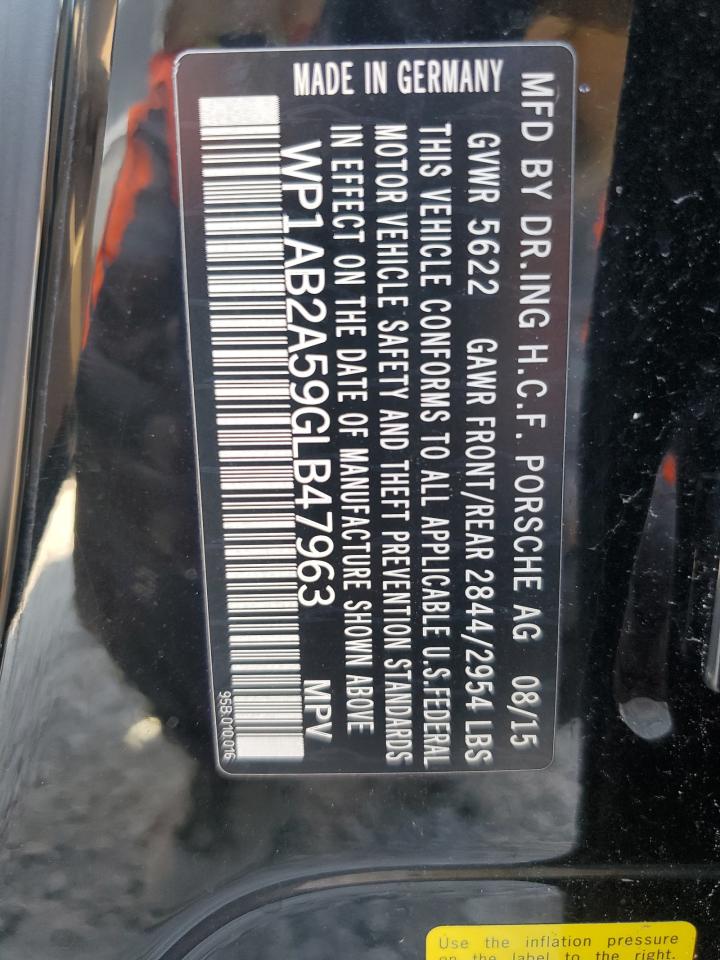 MFD BY DR.ING H.C.F. PORSCHE AG 08/15
GVWR 5622 GAWR FRONT/REAR 2844/2954 LBS
THIS VEHICLE CONFORMS TO ALL APPLICABLE U.S.FEDERAL
MOTOR VEHICLE SAFETY AND THEFT PREVENTION STANDARDS
IN EFFECT ON THE DATE OF MANUFACTURE SHOWN ABOVE
MADE IN GERMANY
WP1AB2A59GLB47963 MPV
95B.010.016
Use the inflation pressure
on the label to the right.